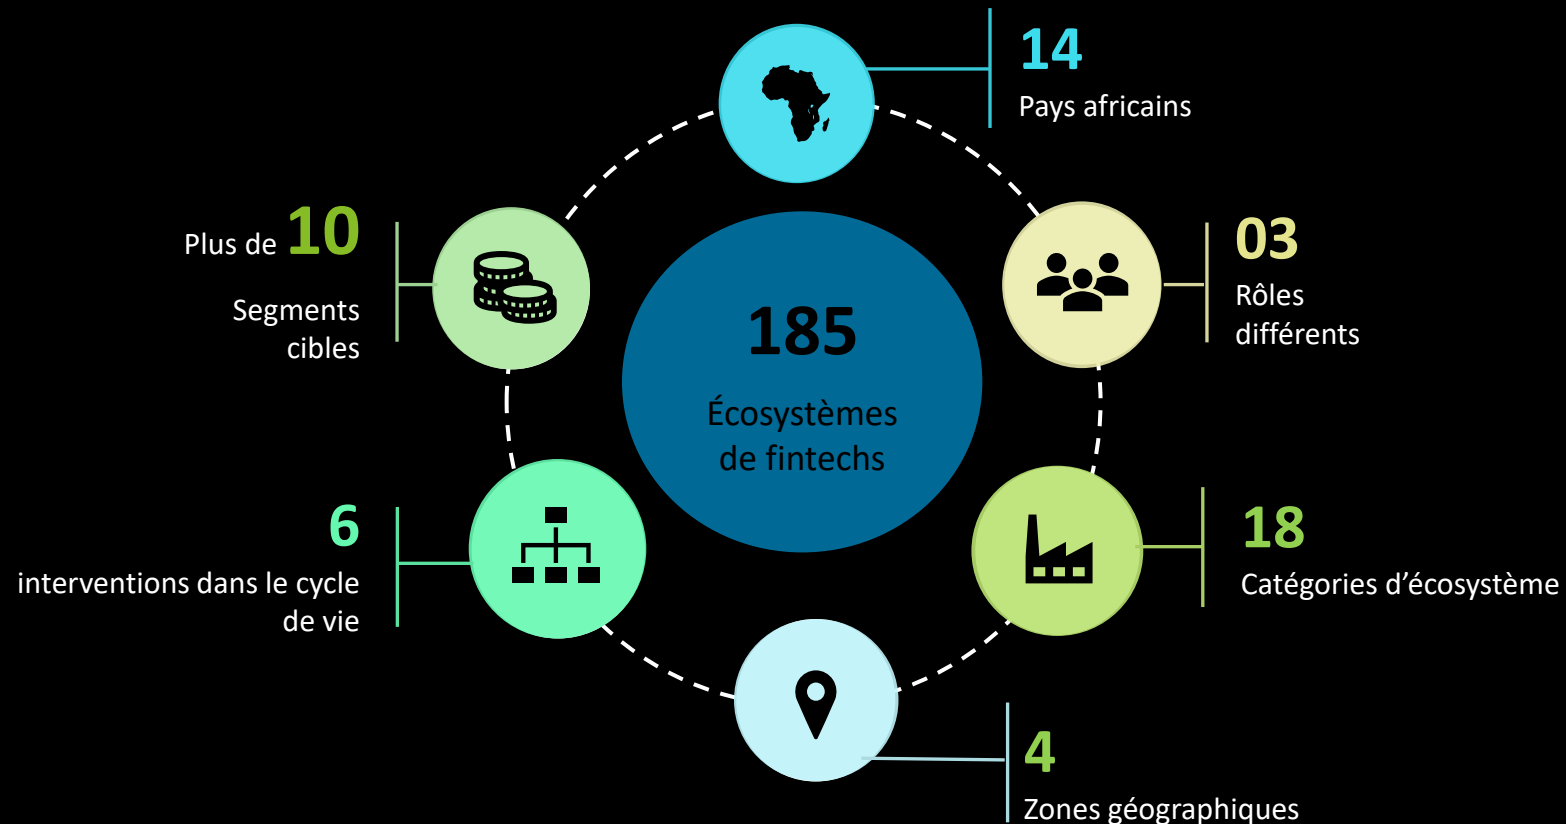 14
Pays africains
Plus de 10
Segments
cibles
03
Rôles
différents
185
Écosystèmes
de fintechs
6
interventions dans le cycle
de vie
18
Catégories d’écosystème
4
Zones géographiques